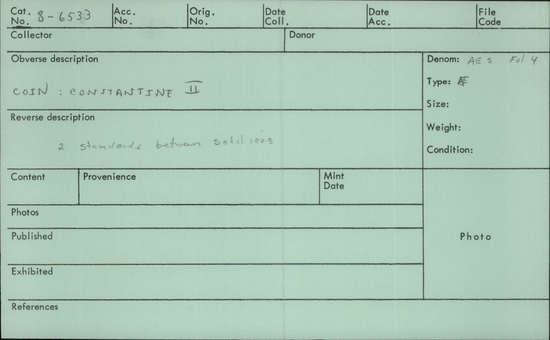 Cat. No. 8-6533 Acc. No. Orig. No. Date Coll. Date Acc. File Code
Collector Donor
Obverse description Denom: AE 3 Fol 4
COIN : CONSTANTINE II Type: Æ
Size:
Reverse description Weight:
2 standards between soldiers Condition:
Content Provenience Mint Date
Photos
Published Photo
Exhibited
References